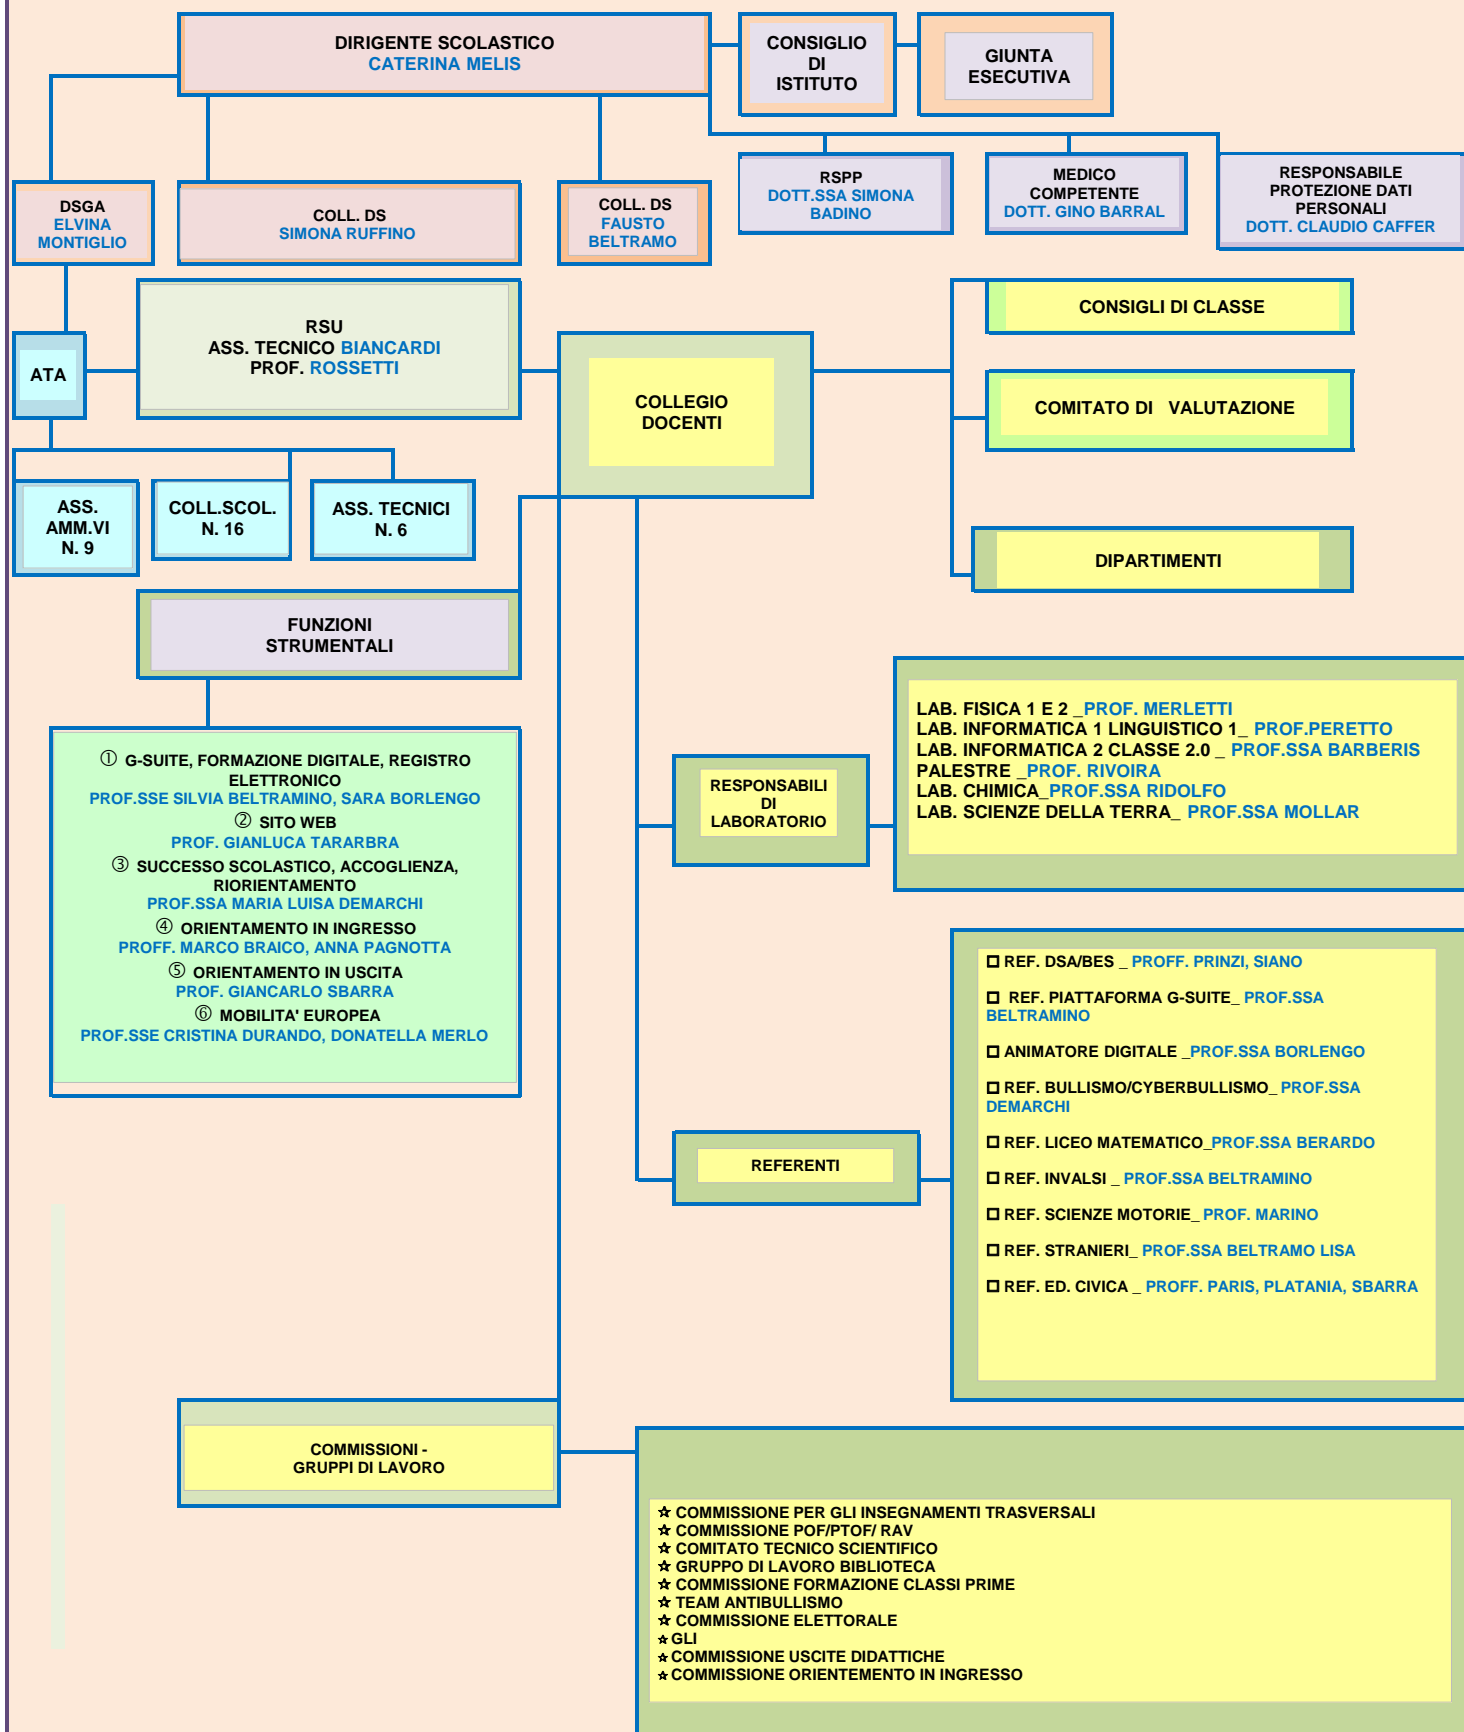 DIRIGENTE SCOLASTICO
CATERINA MELIS
CONSIGLIO
DI
ISTITUTO
GIUNTA
ESECUTIVA
DSGA
ELVINA
MONTIGLIO
COLL. DS
SIMONA RUFFINO
COLL. DS
FAUSTO
BELTRAMO
RSPP
DOTT.SSA SIMONA
BADINO
MEDICO
COMPETENTE
DOTT. GINO BARRAL
RESPONSABILE
PROTEZIONE DATI
PERSONALI
DOTT. CLAUDIO CAFFER
ATA
RSU
ASS. TECNICO BIANCARDI
PROF. ROSSETTI
COLLEGIO
DOCENTI
CONSIGLI DI CLASSE
COMITATO DI VALUTAZIONE
DIPARTIMENTI
ASS.
AMM.VI
N. 9
COLL.SCOL.
N. 16
ASS. TECNICI
N. 6
FUNZIONI
STRUMENTALI
① G-SUITE, FORMAZIONE DIGITALE, REGISTRO
ELETTRONICO
PROF.SSE SILVIA BELTRAMINO, SARA BORLENGO
② SITO WEB
PROF. GIANLUCA TARARBRA
③ SUCCESSO SCOLASTICO, ACCOGLIENZA,
RIORIENTAMENTO
PROF.SSA MARIA LUISA DEMARCHI
④ ORIENTAMENTO IN INGRESSO
PROFF. MARCO BRAICO, ANNA PAGNOTTA
⑤ ORIENTAMENTO IN USCITA
PROF. GIANCARLO SBARRA
⑥ MOBILITA' EUROPEA
PROF.SSE CRISTINA DURANDO, DONATELLA MERLO
RESPONSABILI
DI
LABORATORIO
LAB. FISICA 1 E 2 _PROF. MERLETTI
LAB. INFORMATICA 1 LINGUISTICO 1_ PROF.PERETTO
LAB. INFORMATICA 2 CLASSE 2.0 _ PROF.SSA BARBERIS
PALESTRE _PROF. RIVOIRA
LAB. CHIMICA_PROF.SSA RIDOLFO
LAB. SCIENZE DELLA TERRA_ PROF.SSA MOLLAR
REFERENTI
◘ REF. DSA/BES _ PROFF. PRINZI, SIANO
◘ REF. PIATTAFORMA G-SUITE_ PROF.SSA
BELTRAMINO
◘ ANIMATORE DIGITALE _PROF.SSA BORLENGO
◘ REF. BULLISMO/CYBERBULLISMO_ PROF.SSA
DEMARCHI
◘ REF. LICEO MATEMATICO_PROF.SSA BERARDO
◘ REF. INVALSI _ PROF.SSA BELTRAMINO
◘ REF. SCIENZE MOTORIE_ PROF. MARINO
◘ REF. STRANIERI_ PROF.SSA BELTRAMO LISA
◘ REF. ED. CIVICA _ PROFF. PARIS, PLATANIA, SBARRA
COMMISSIONI -
GRUPPI DI LAVORO
✫ COMMISSIONE PER GLI INSEGNAMENTI TRASVERSALI
✫ COMMISSIONE POF/PTOF/ RAV
✫ COMITATO TECNICO SCIENTIFICO
✫ GRUPPO DI LAVORO BIBLIOTECA
✫ COMMISSIONE FORMAZIONE CLASSI PRIME
✫ TEAM ANTIBULLISMO
✫ COMMISSIONE ELETTORALE
✫ GLI
✫ COMMISSIONE USCITE DIDATTICHE
✫ COMMISSIONE ORIENTEMENTO IN INGRESSO